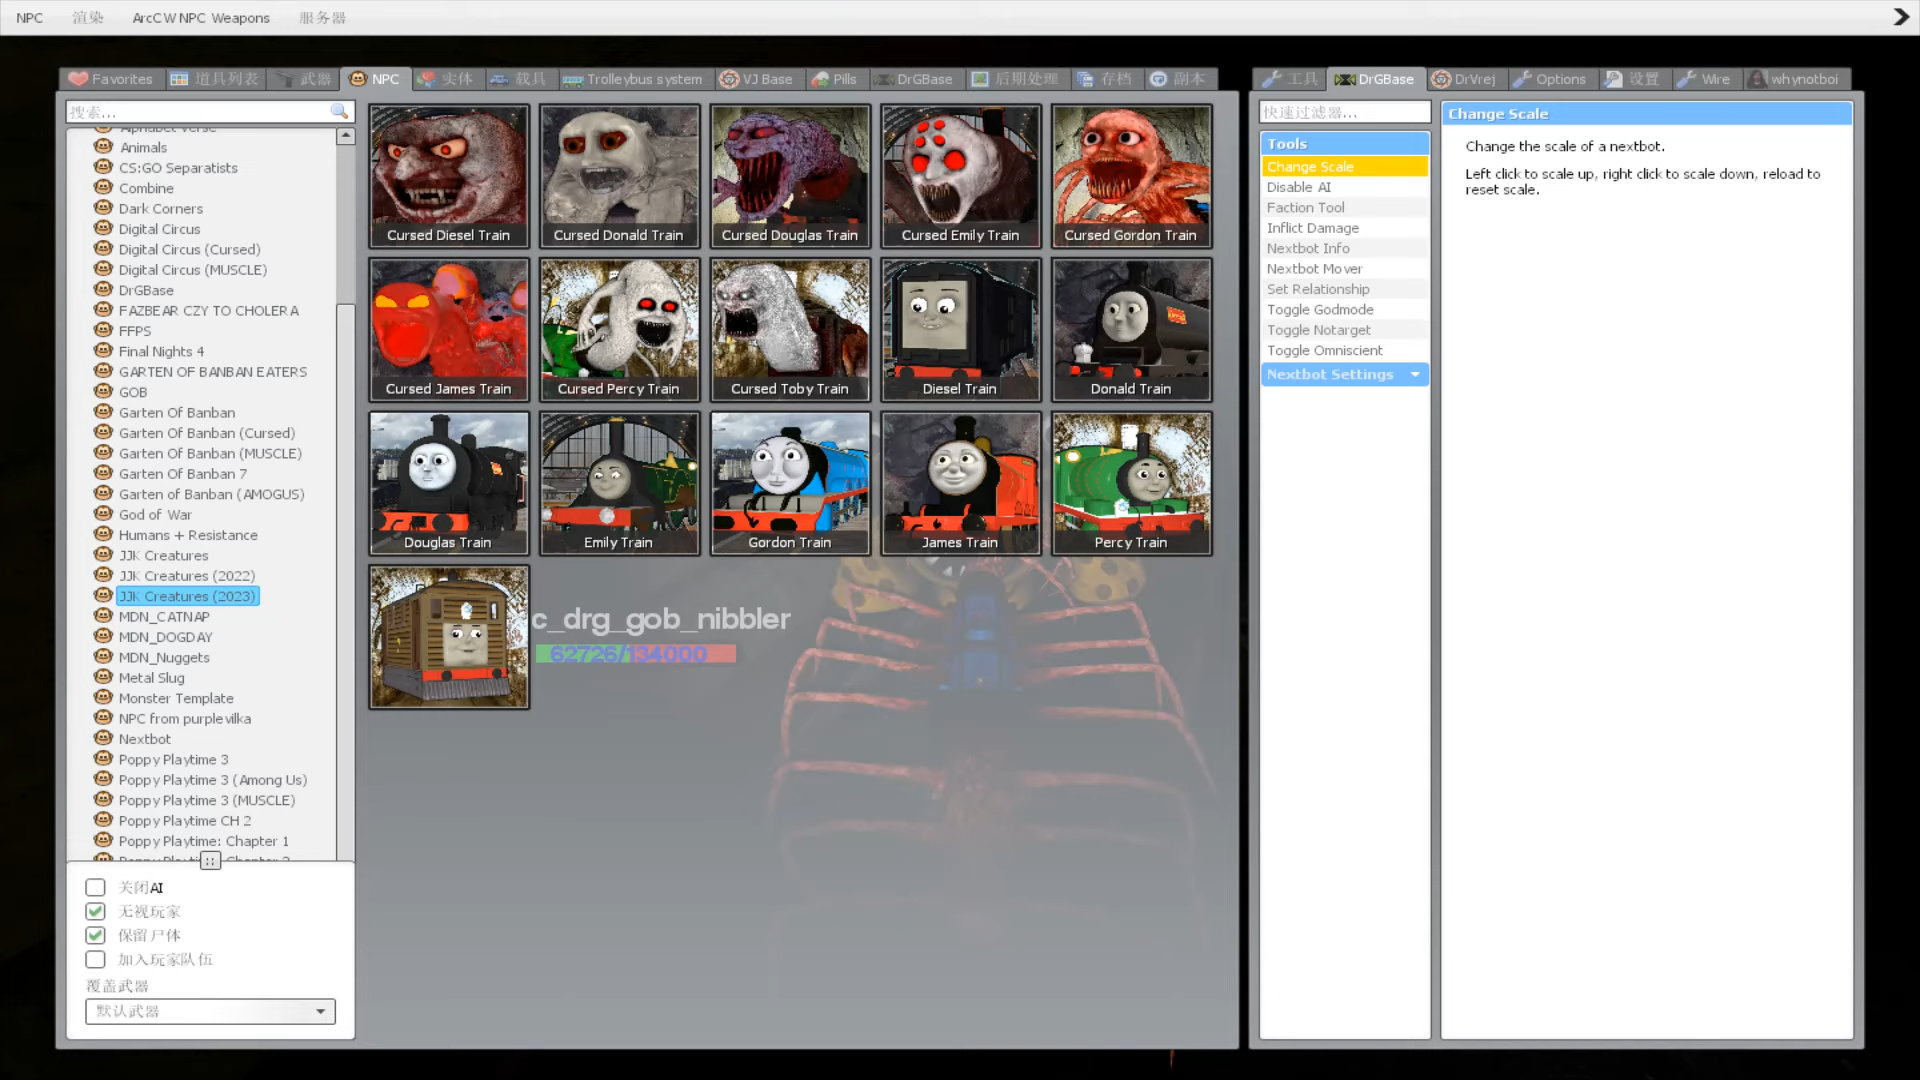 NPC 渲染 ArcCW NPC Weapons 服务器
Favorites 道具列表 武器 NPC 实体 载具 Trolleybus system VJ Base Pills DrGBase 后期处理 存档 副本
工具 DrGBase DrVrej Options 设置 Wire whynotboi
搜索...
Alphabet Verse
Animals
CS:GO Separatists
Combine
Dark Corners
Digital Circus
Digital Circus (Cursed)
Digital Circus (MUSCLE)
DrGBase
FAZBEAR CZY TO CHOLERA
FFPS
Final Nights 4
GARTEN OF BANBAN EATERS
GOB
Garten Of Banban
Garten Of Banban (Cursed)
Garten Of Banban (MUSCLE)
Garten Of Banban 7
Garten of Banban (AMOGUS)
God of War
Humans + Resistance
JJK Creatures
JJK Creatures (2022)
JJK Creatures (2023)
MDN_CATNAP
MDN_DOGDAY
MDN_Nuggets
Metal Slug
Monster Template
NPC from purplevilka
Nextbot
Poppy Playtime 3
Poppy Playtime 3 (Among Us)
Poppy Playtime 3 (MUSCLE)
Poppy Playtime CH 2
Poppy Playtime: Chapter 1
关闭AI
无视玩家
保留尸体
加入玩家队伍
覆盖武器
默认武器
Cursed Diesel Train
Cursed Donald Train
Cursed Douglas Train
Cursed Emily Train
Cursed Gordon Train
Cursed James Train
Cursed Percy Train
Cursed Toby Train
Diesel Train
Donald Train
Douglas Train
Emily Train
Gordon Train
James Train
Percy Train
c_drg_gob_nibbler
62726/134000
快速过滤器...
Tools
Change Scale
Disable AI
Faction Tool
Inflict Damage
Nextbot Info
Nextbot Mover
Set Relationship
Toggle Godmode
Toggle Notarget
Toggle Omniscient
Nextbot Settings
Change Scale
Change the scale of a nextbot.
Left click to scale up, right click to scale down, reload to
reset scale.